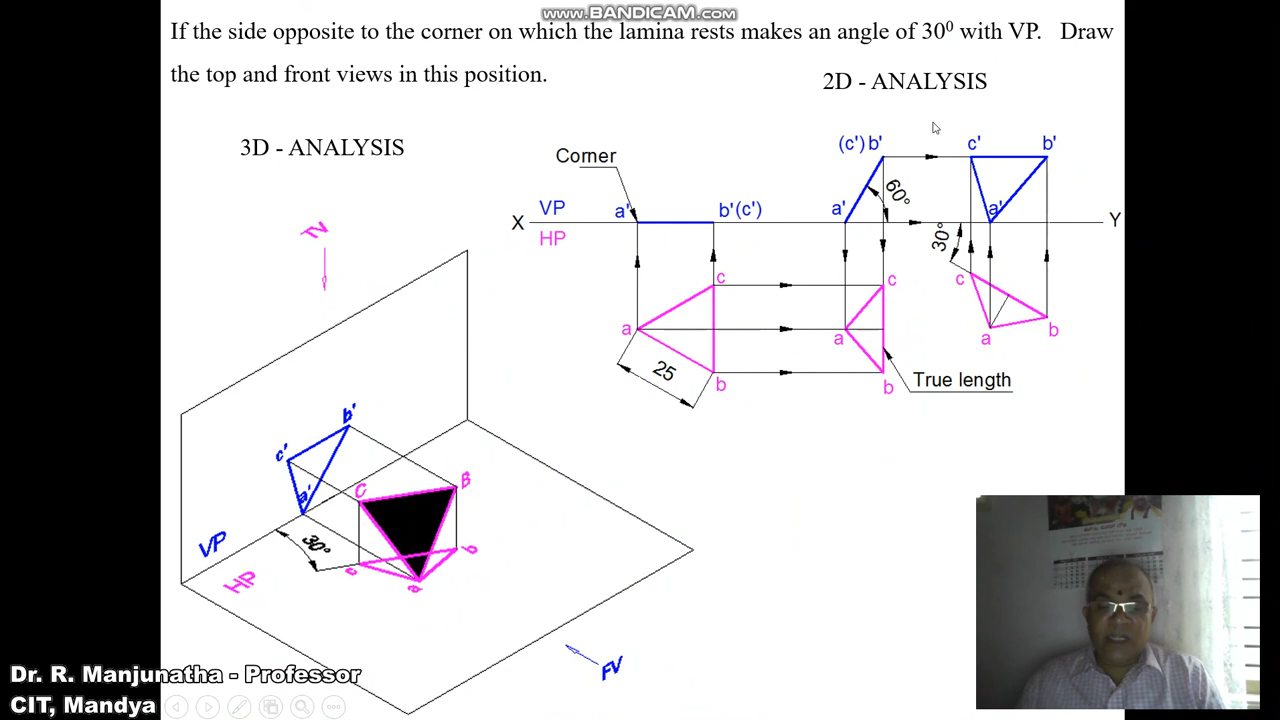 www.BANDICAM.com
If the side opposite to the corner on which the lamina rests makes an angle of 30⁰ with VP. Draw
the top and front views in this position.
2D - ANALYSIS
3D - ANALYSIS
Corner
(c') b'
c'
b'
60°
X
VP
a'
b'(c')
a'
a'
Y
HP
30°
TV
c
c
c
a
a
a
b
25
b
b
True length
b'
c'
a'
C
B
VP
30°
HP
c
b
a
FV
Dr. R. Manjunatha - Professor
CIT, Mandya